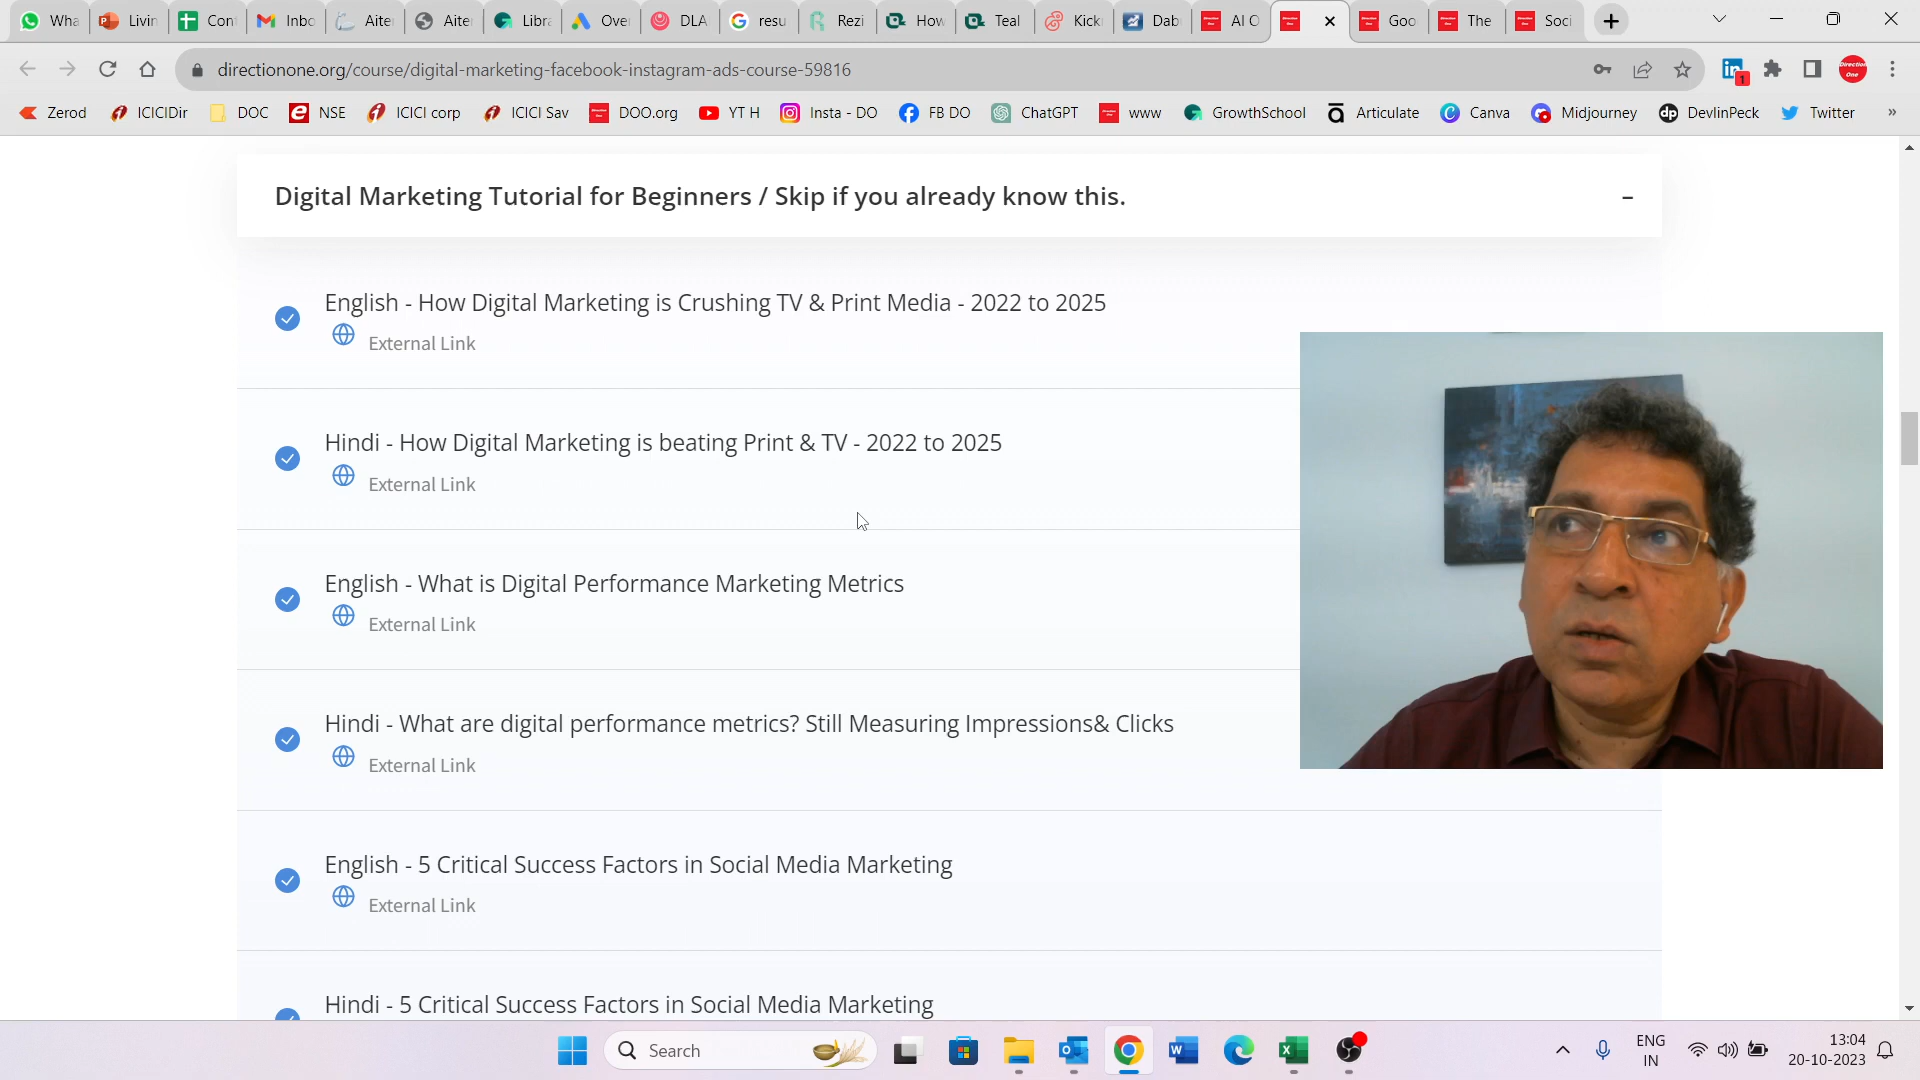 Wha
Livin
Cont
Inbo
Aite
Aite
Libra
Over
DLA
resu
Rezi
How
Teal
Kick
Dab
AI O
Goo
The
Soci
directionone.org/course/digital-marketing-facebook-instagram-ads-course-59816
1
Zerod
ICICIDir
DOC
NSE
ICICI corp
ICICI Sav
DOO.org
YT H
Insta - DO
FB DO
ChatGPT
www
GrowthSchool
Articulate
Canva
Midjourney
DevlinPeck
Twitter
»
Digital Marketing Tutorial for Beginners / Skip if you already know this.
English - How Digital Marketing is Crushing TV & Print Media - 2022 to 2025
External Link
Hindi - How Digital Marketing is beating Print & TV - 2022 to 2025
External Link
English - What is Digital Performance Marketing Metrics
External Link
Hindi - What are digital performance metrics? Still Measuring Impressions& Clicks
External Link
English - 5 Critical Success Factors in Social Media Marketing
External Link
Hindi - 5 Critical Success Factors in Social Media Marketing
Search
ENG
IN
13:04
20-10-2023